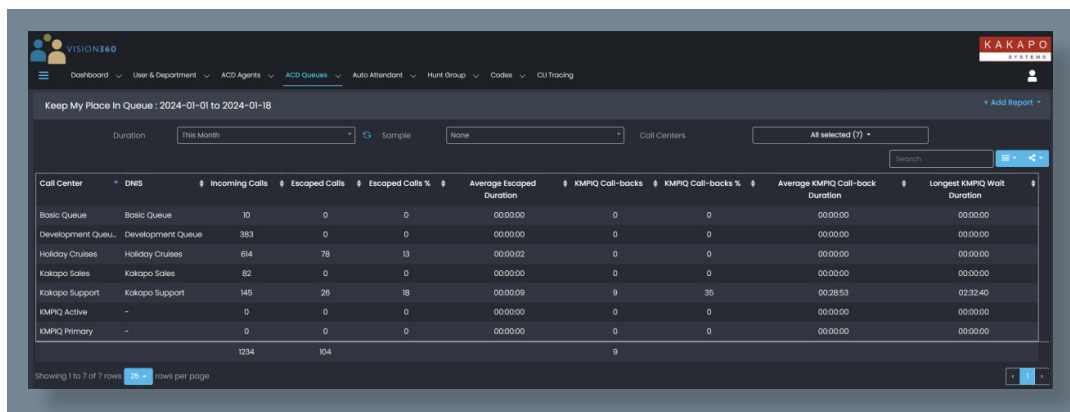 VISION360
KAKAPO
SYSTEMS
Dashboard User & Department ACD Agents ACD Queues Auto Attendant Hunt Group Codes CLI Tracing
Keep My Place In Queue : 2024-01-01 to 2024-01-18 + Add Report
Duration This Month Sample None Call Centers All selected (7)
Search
Call Center DNIS Incoming Calls Escaped Calls Escaped Calls % Average Escaped Duration KMPIQ Call-backs KMPIQ Call-backs % Average KMPIQ Call-back Duration Longest KMPIQ Wait Duration
Basic Queue Basic Queue 10 0 0 00:00:00 0 0 00:00:00 00:00:00
Development Queu... Development Queue 383 0 0 00:00:00 0 0 00:00:00 00:00:00
Holiday Cruises Holiday Cruises 614 78 13 00:00:02 0 0 00:00:00 00:00:00
Kakapo Sales Kakapo Sales 82 0 0 00:00:00 0 0 00:00:00 00:00:00
Kakapo Support Kakapo Support 145 26 18 00:00:09 9 35 00:28:53 02:32:40
KMPIQ Active - 0 0 0 00:00:00 0 0 00:00:00 00:00:00
KMPIQ Primary - 0 0 0 00:00:00 0 0 00:00:00 00:00:00
1234 104 9
Showing 1 to 7 of 7 rows 25 rows per page ‹ 1 ›